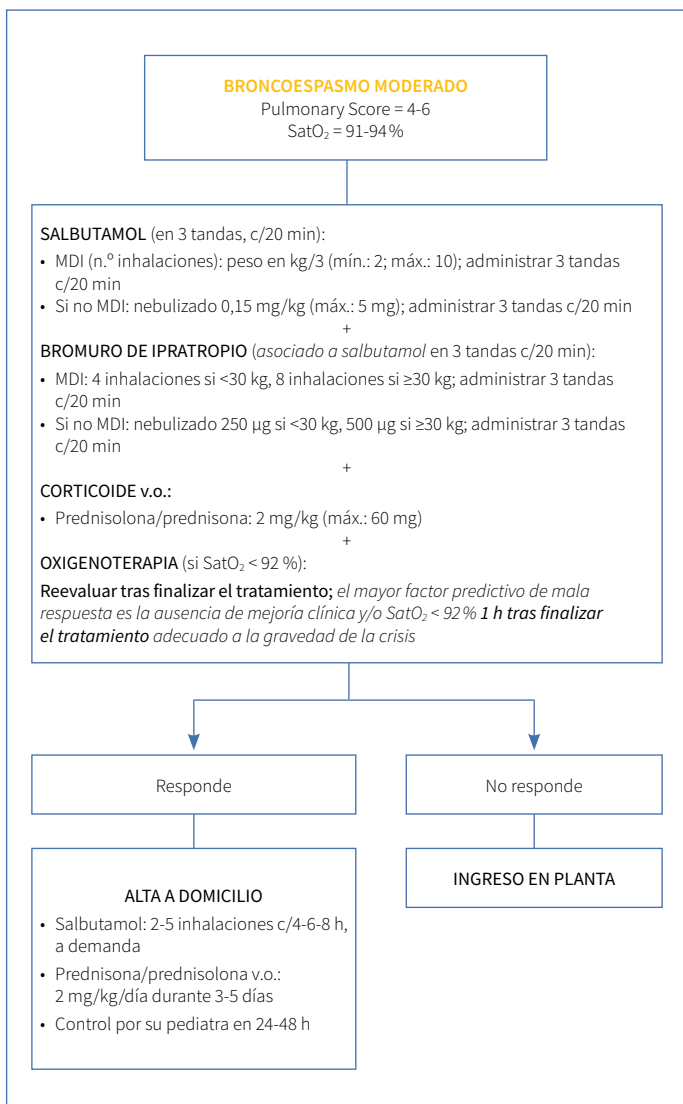 BRONCOESPASMO MODERADO
Pulmonary Score = 4-6
SatO₂ = 91-94 %
SALBUTAMOL (en 3 tandas, c/20 min):
• MDI (n.º inhalaciones): peso en kg/3 (mín.: 2; máx.: 10); administrar 3 tandas
c/20 min
• Si no MDI: nebulizado 0,15 mg/kg (máx.: 5 mg); administrar 3 tandas c/20 min
+
BROMURO DE IPRATROPIO (asociado a salbutamol en 3 tandas c/20 min):
• MDI: 4 inhalaciones si <30 kg, 8 inhalaciones si ≥30 kg; administrar 3 tandas
c/20 min
• Si no MDI: nebulizado 250 µg si <30 kg, 500 µg si ≥30 kg; administrar 3 tandas
c/20 min
+
CORTICOIDE v.o.:
• Prednisolona/prednisona: 2 mg/kg (máx.: 60 mg)
+
OXIGENOTERAPIA (si SatO₂ < 92 %):
Reevaluar tras finalizar el tratamiento; el mayor factor predictivo de mala
respuesta es la ausencia de mejoría clínica y/o SatO₂ < 92 % 1 h tras finalizar
el tratamiento adecuado a la gravedad de la crisis
Responde
No responde
ALTA A DOMICILIO
• Salbutamol: 2-5 inhalaciones c/4-6-8 h,
a demanda
• Prednisona/prednisolona v.o.:
2 mg/kg/día durante 3-5 días
• Control por su pediatra en 24-48 h
INGRESO EN PLANTA